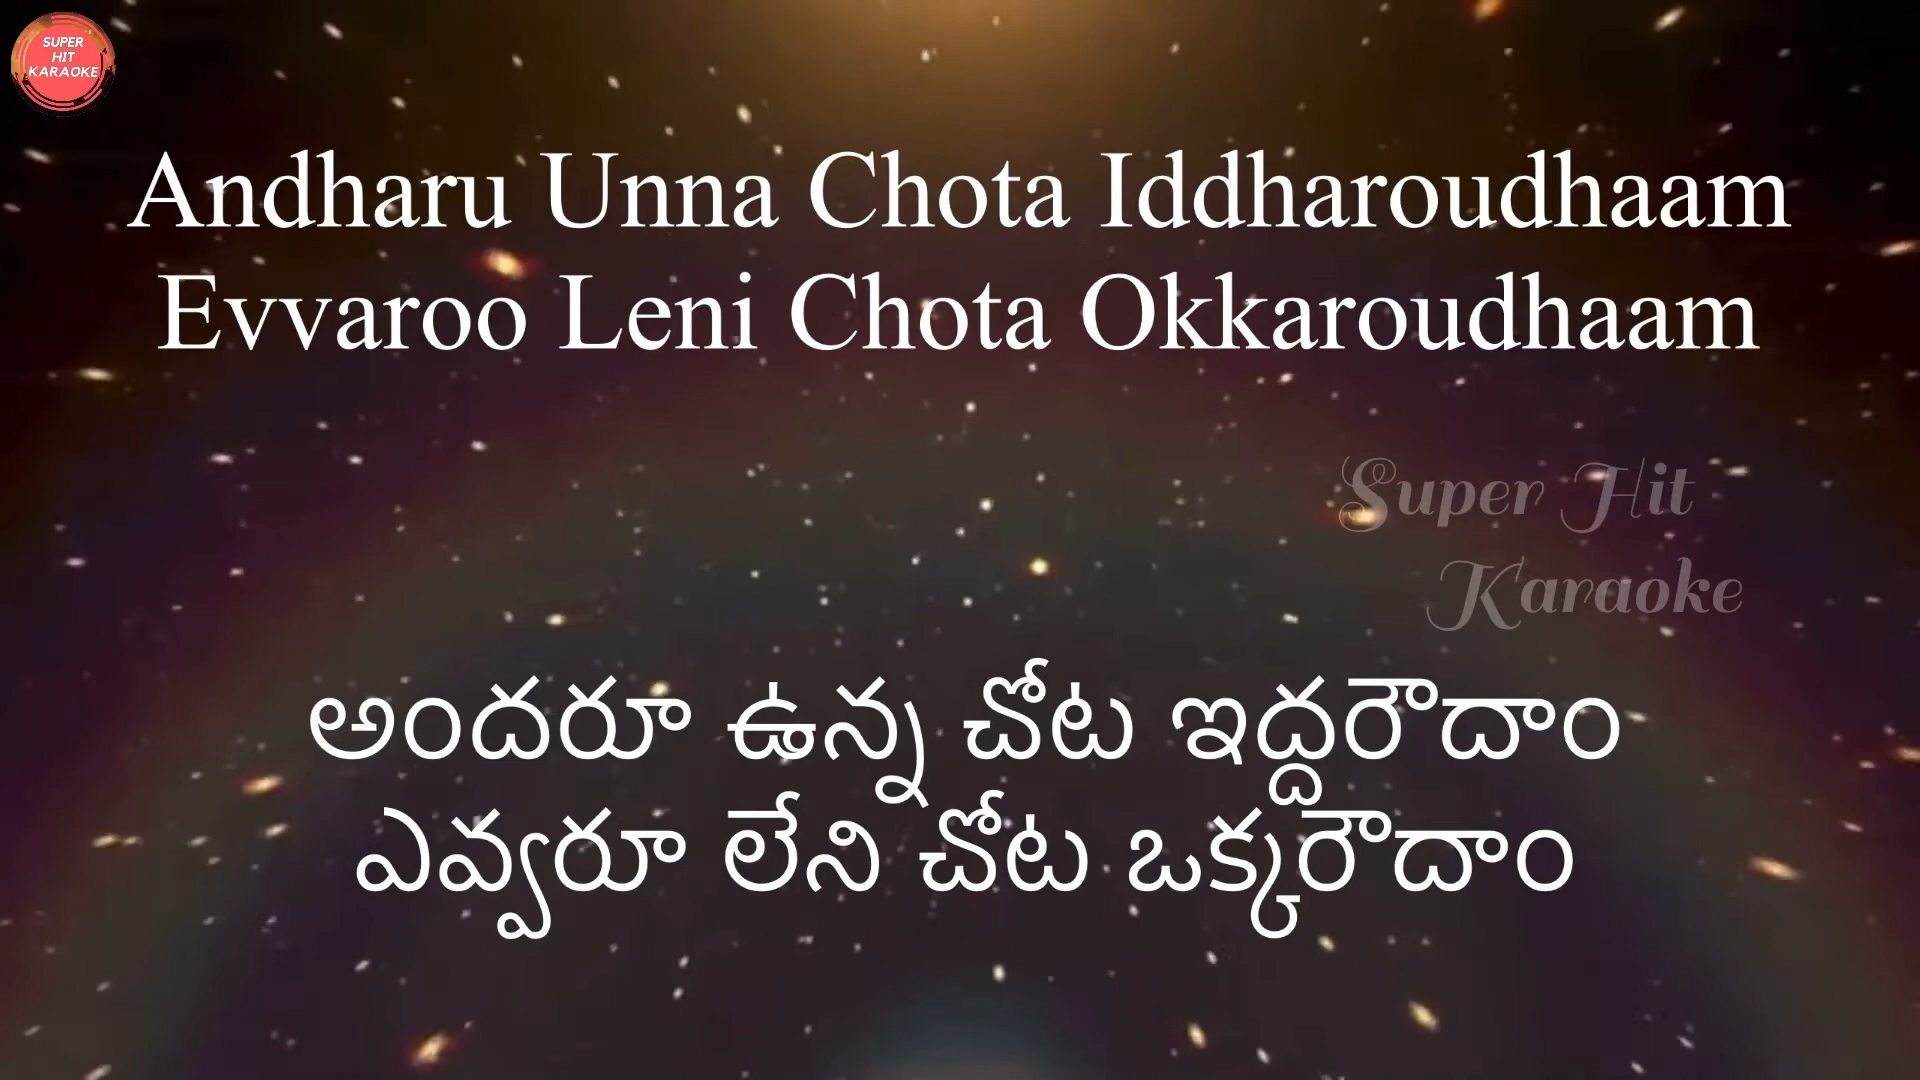 SUPER
HIT
KARAOKE
Andharu Unna Chota Iddharoudhaam
Evvaroo Leni Chota Okkaroudhaam
Super Hit
Karaoke
అందరూ ఉన్న చోట ఇద్దరౌదాం
ఎవ్వరూ లేని చోట ఒక్కరౌదాం